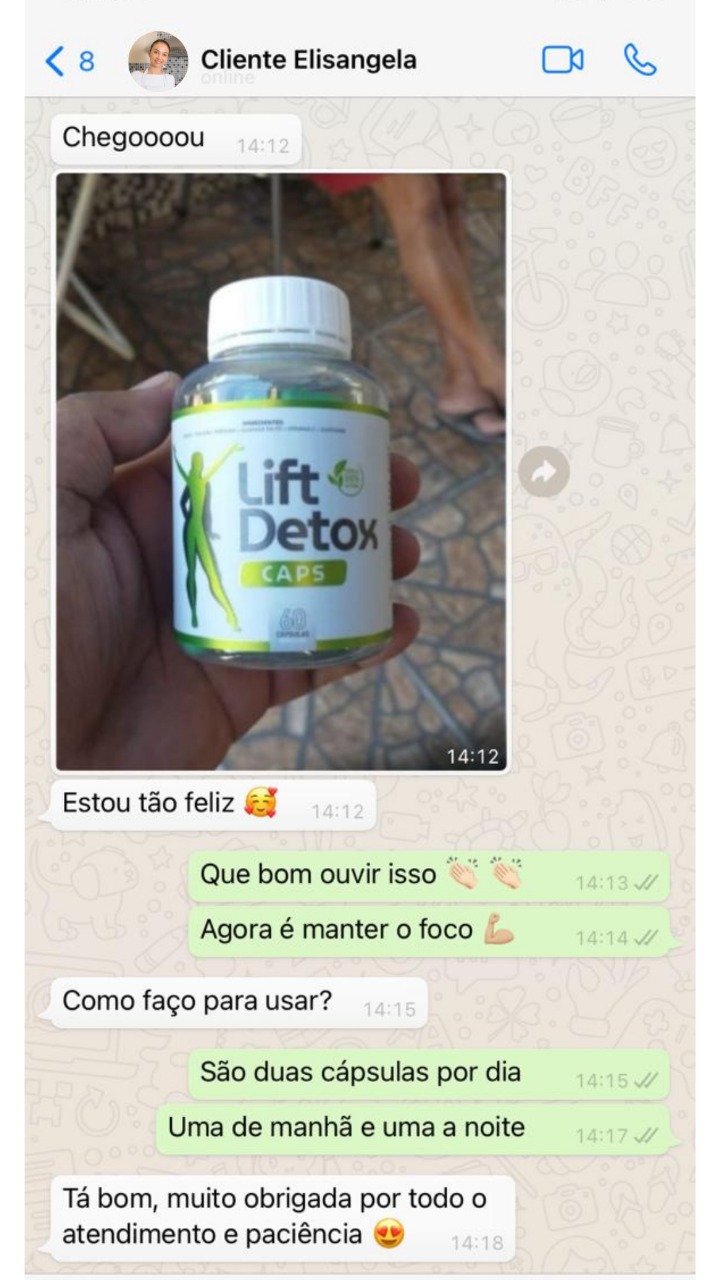 8
Cliente Elisangela
online
Chegoooou 14:12
INGREDIENTES
Lift
Detox
CAPS
60
CÁPSULAS
14:12
Estou tão feliz 🥰 14:12
Que bom ouvir isso 👏🏻 👏🏻 14:13
Agora é manter o foco 💪🏼 14:14
Como faço para usar? 14:15
São duas cápsulas por dia 14:15
Uma de manhã e uma a noite 14:17
Tá bom, muito obrigada por todo o
atendimento e paciência 😍 14:18